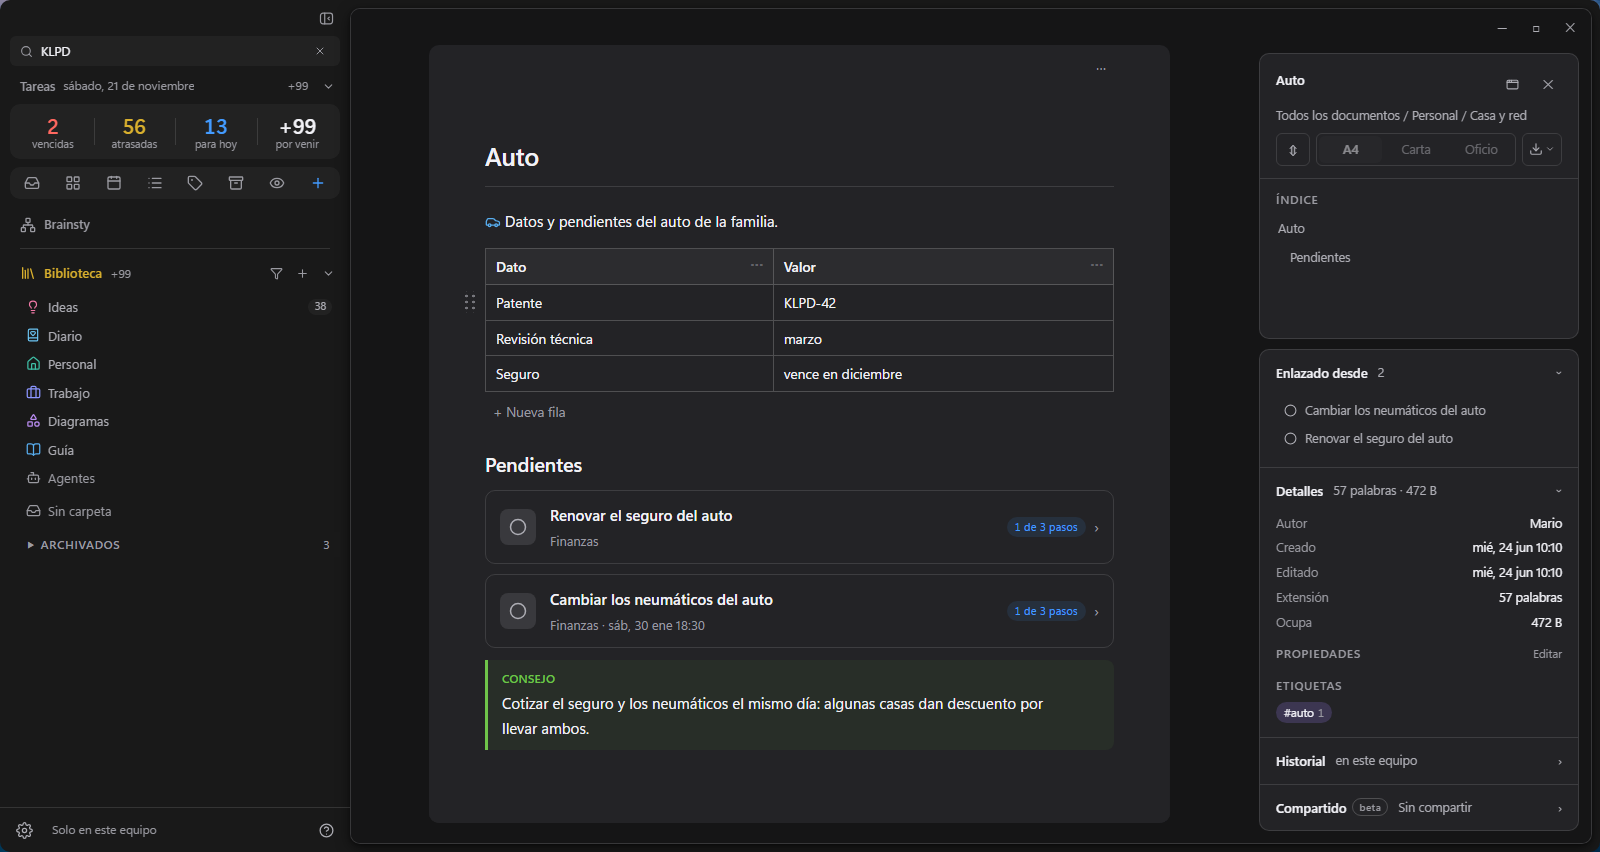 KLPD
Tareas sábado, 21 de noviembre +99
2 56 13 +99
vencidas atrasadas para hoy por venir
Brainsty
Biblioteca +99
Ideas 38
Diario
Personal
Trabajo
Diagramas
Guía
Agentes
Sin carpeta
ARCHIVADOS 3
Solo en este equipo
Auto
Datos y pendientes del auto de la familia.
Dato Valor
Patente KLPD-42
Revisión técnica marzo
Seguro vence en diciembre
+ Nueva fila
Pendientes
Renovar el seguro del auto
Finanzas
1 de 3 pasos
Cambiar los neumáticos del auto
Finanzas · sáb, 30 ene 18:30
1 de 3 pasos
CONSEJO
Cotizar el seguro y los neumáticos el mismo día: algunas casas dan descuento por
llevar ambos.
Auto
Todos los documentos / Personal / Casa y red
A4 Carta Oficio
ÍNDICE
Auto
Pendientes
Enlazado desde 2
Cambiar los neumáticos del auto
Renovar el seguro del auto
Detalles 57 palabras · 472 B
Autor Mario
Creado mié, 24 jun 10:10
Editado mié, 24 jun 10:10
Extensión 57 palabras
Ocupa 472 B
PROPIEDADES Editar
ETIQUETAS
#auto 1
Historial en este equipo
Compartido beta Sin compartir